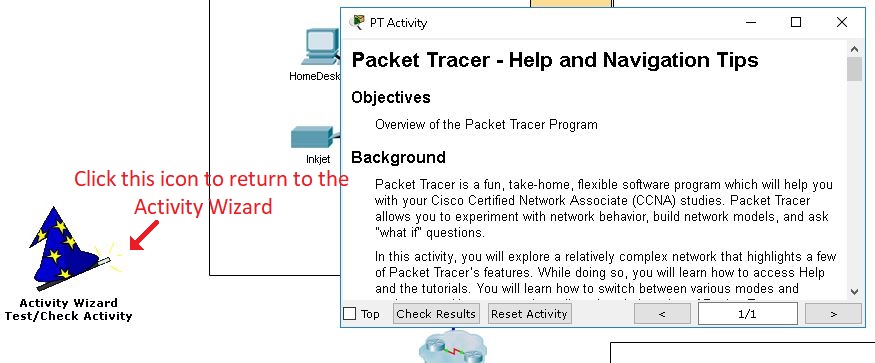 PT Activity
Packet Tracer - Help and Navigation Tips
Objectives
Overview of the Packet Tracer Program
Background
Packet Tracer is a fun, take-home, flexible software program which will help you
with your Cisco Certified Network Associate (CCNA) studies. Packet Tracer
allows you to experiment with network behavior, build network models, and ask
"what if" questions.
In this activity, you will explore a relatively complex network that highlights a few
of Packet Tracer's features. While doing so, you will learn how to access Help
and the tutorials. You will learn how to switch between various modes and
Top
Check Results
Reset Activity
<
1/1
>
HomeDesk
Inkjet
Click this icon to return to the
Activity Wizard
Activity Wizard
Test/Check Activity